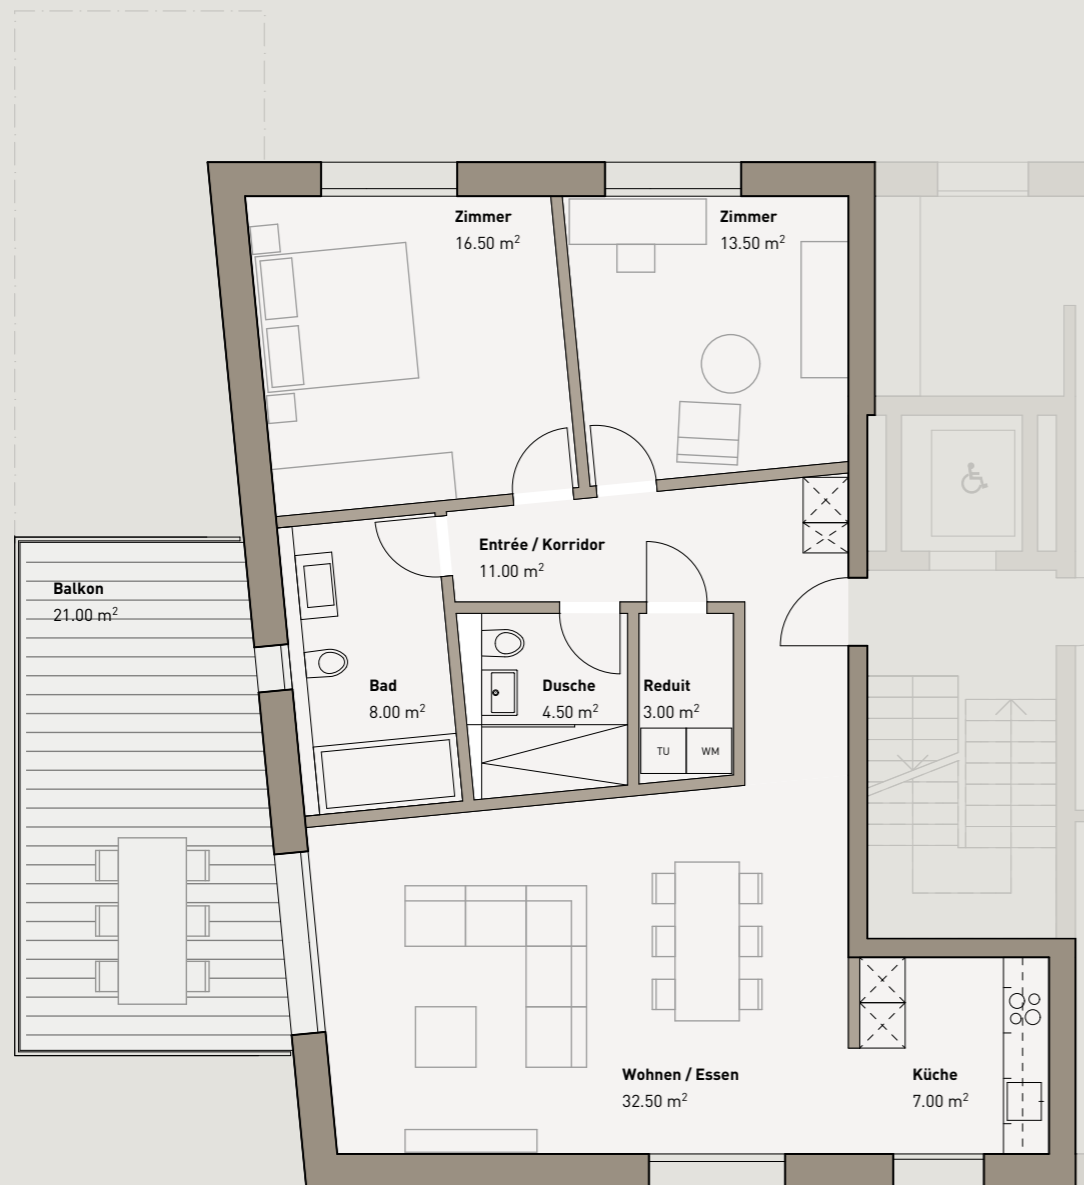 Zimmer
16.50 m²
Zimmer
13.50 m²
Entrée / Korridor
11.00 m²
Balkon
21.00 m²
Bad
8.00 m²
Dusche
4.50 m²
Reduit
3.00 m²
TU
WM
Wohnen / Essen
32.50 m²
Küche
7.00 m²